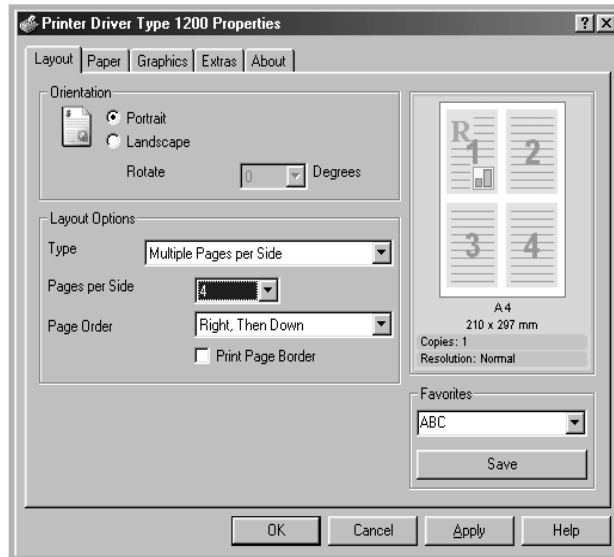 Printer Driver Type 1200 Properties
Layout Paper Graphics Extras About
Orientation
Portrait
Landscape
Rotate 0 Degrees
Layout Options
Type Multiple Pages per Side
Pages per Side 4
Page Order Right, Then Down
Print Page Border
R
1 2
3 4
A4
210 x 297 mm
Copies: 1
Resolution: Normal
Favorites
ABC
Save
OK Cancel Apply Help